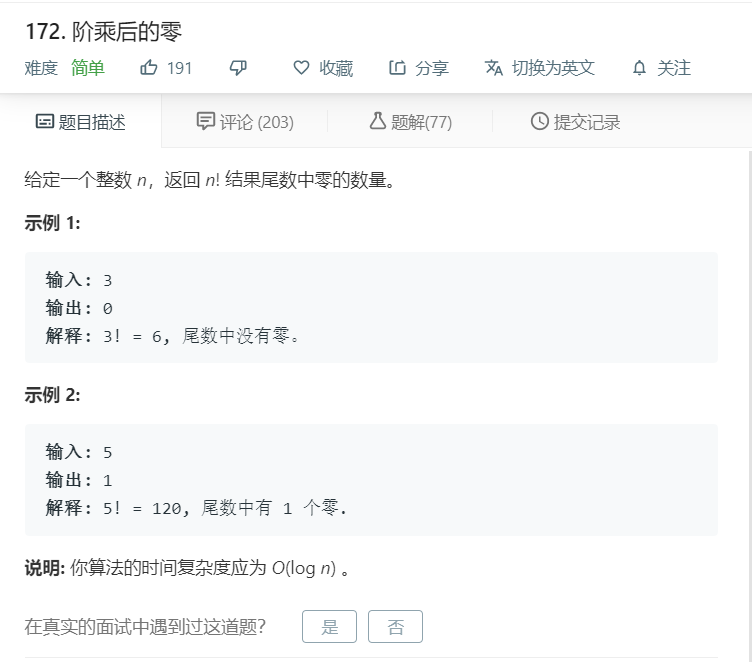 172. 阶乘后的零
难度 简单 191 收藏 分享 切换为英文 关注
题目描述 评论 (203) 题解(77) 提交记录
给定一个整数 n，返回 n! 结果尾数中零的数量。
示例 1:
输入: 3
输出: 0
解释: 3! = 6, 尾数中没有零。
示例 2:
输入: 5
输出: 1
解释: 5! = 120, 尾数中有 1 个零.
说明: 你算法的时间复杂度应为 O(log n) 。
在真实的面试中遇到过这道题? 是 否